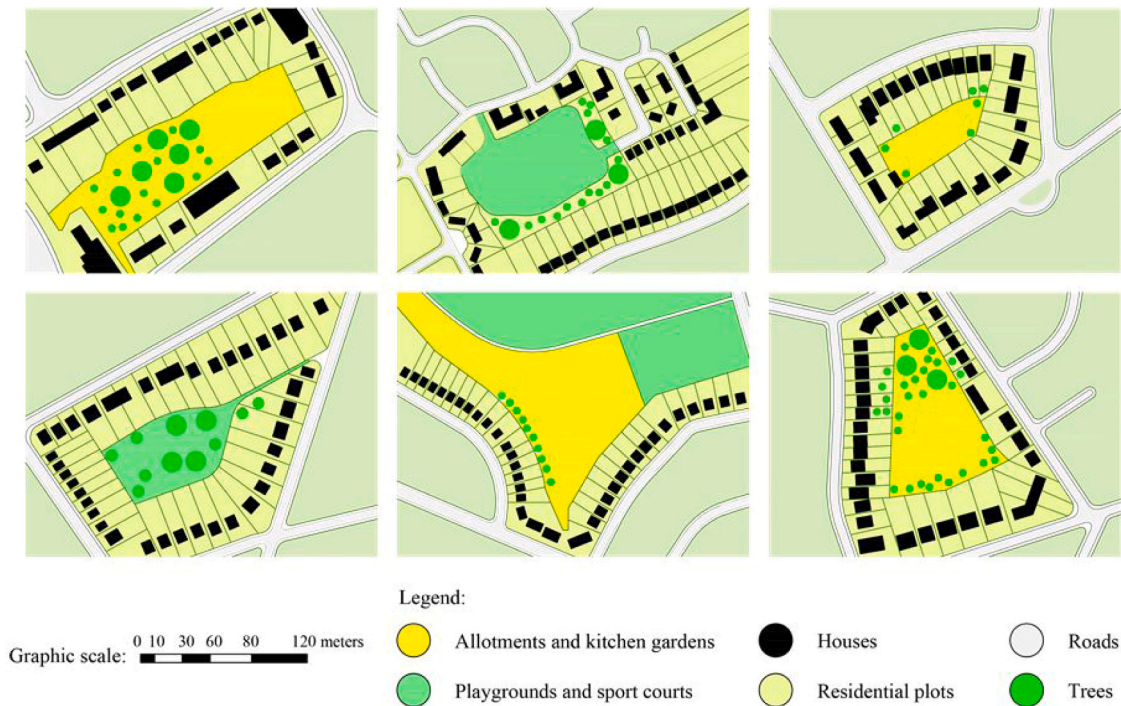 Legend:
Graphic scale: 0 10 30 60 80 120 meters
Allotments and kitchen gardens
Houses
Roads
Playgrounds and sport courts
Residential plots
Trees